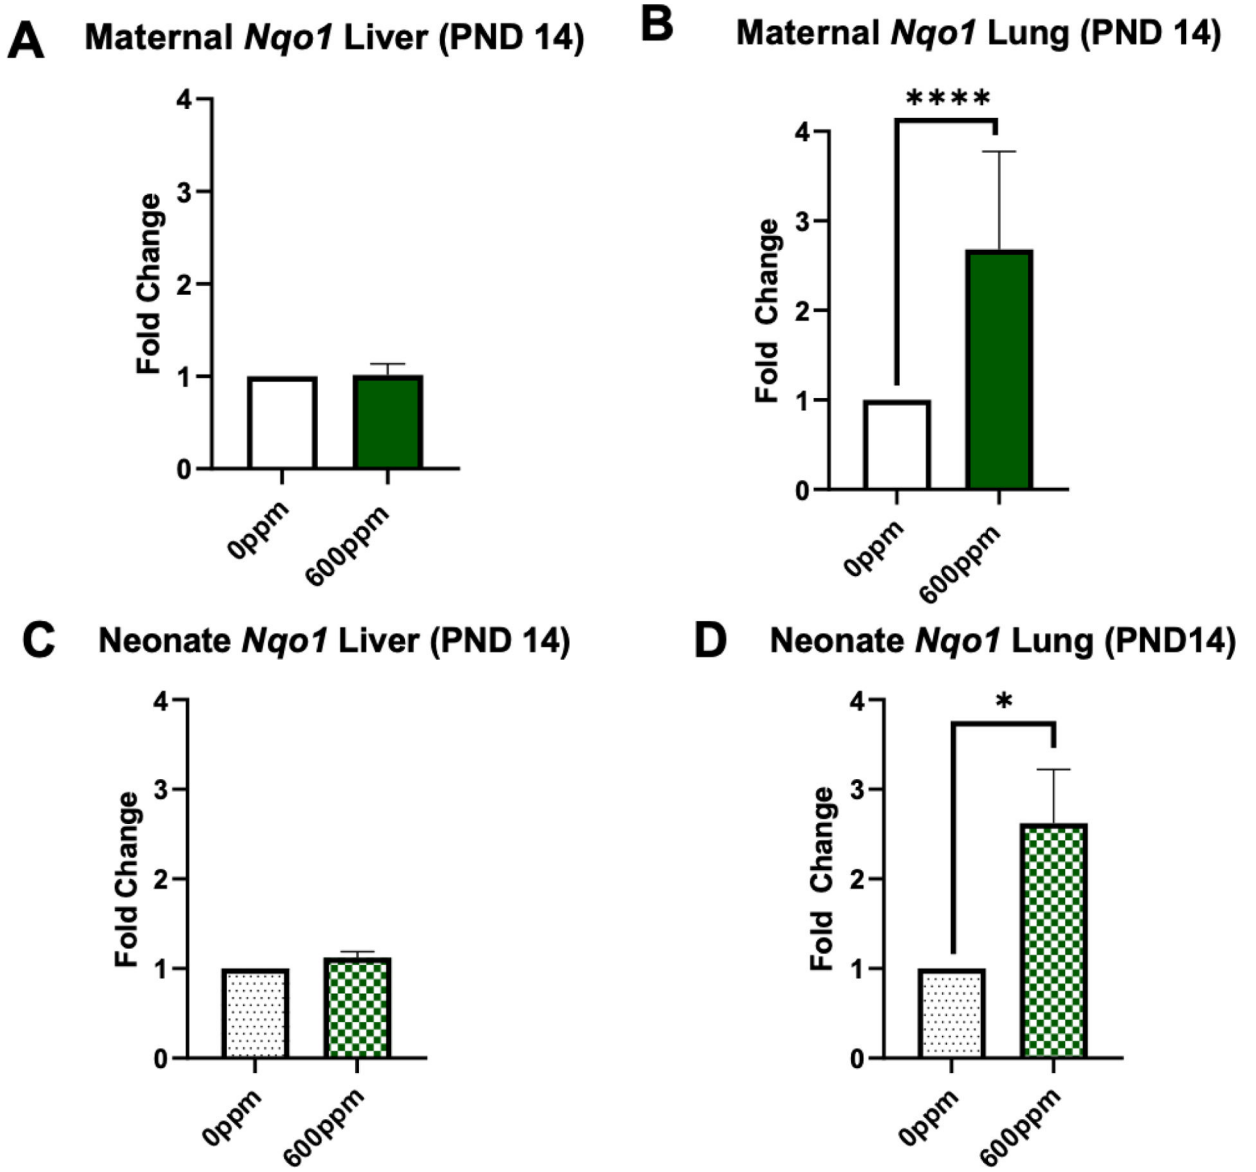 A Maternal Nqo1 Liver (PND 14)
4
3
2
1
0
Fold Change
0ppm
600ppm
B Maternal Nqo1 Lung (PND 14)
****
4
3
2
1
0
Fold Change
0ppm
600ppm
C Neonate Nqo1 Liver (PND 14)
4
3
2
1
0
Fold Change
0ppm
600ppm
D Neonate Nqo1 Lung (PND14)
*
4
3
2
1
0
Fold Change
0ppm
600ppm